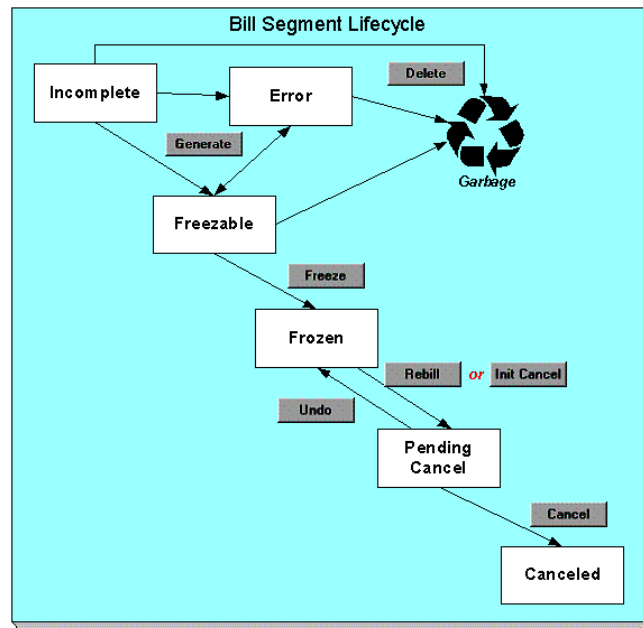 Bill Segment Lifecycle
Incomplete
Error
Delete
Generate
Garbage
Freezable
Freeze
Frozen
Rebill or Init Cancel
Undo
Pending
Cancel
Cancel
Canceled